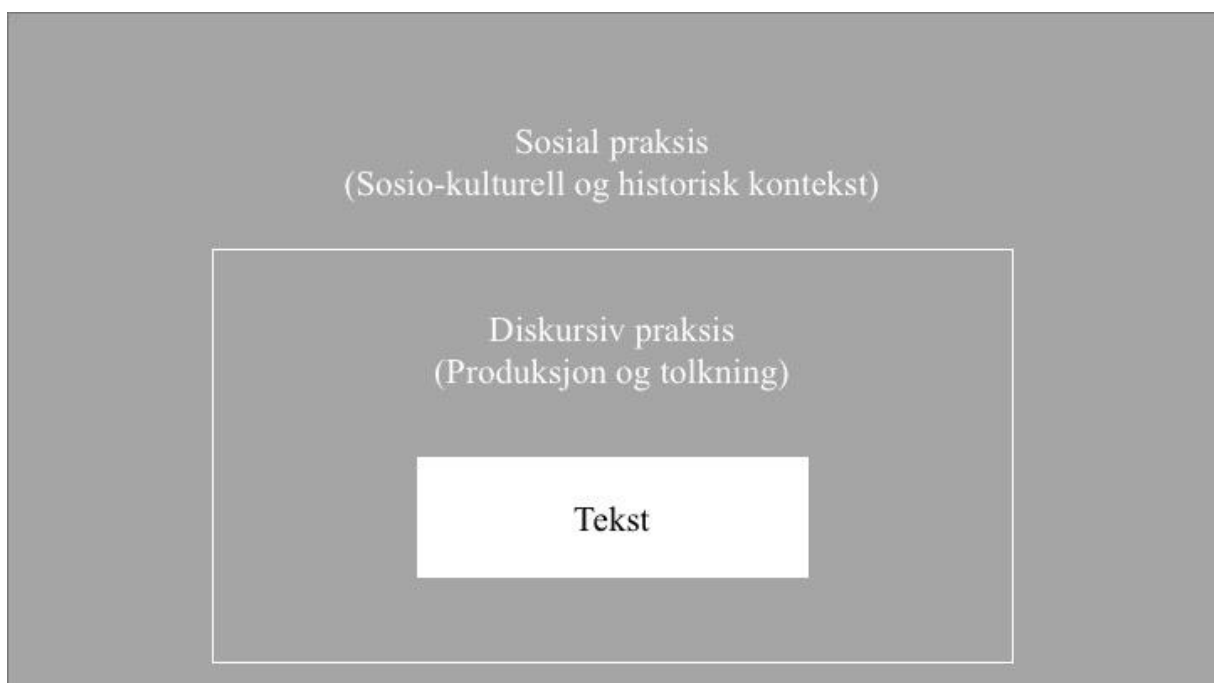 Sosial praksis
(Sosio-kulturell og historisk kontekst)
Diskursiv praksis
(Produksjon og tolkning)
Tekst